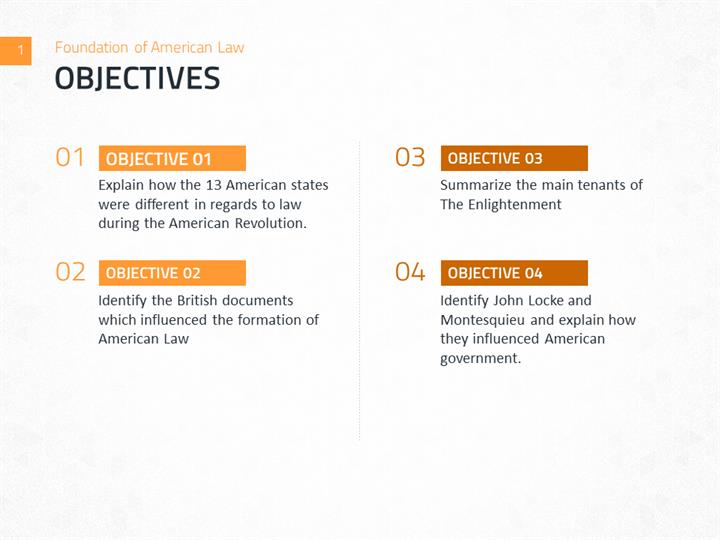 1
Foundation of American Law
OBJECTIVES
01
OBJECTIVE 01
Explain how the 13 American states
were different in regards to law
during the American Revolution.
02
OBJECTIVE 02
Identify the British documents
which influenced the formation of
American Law
03
OBJECTIVE 03
Summarize the main tenants of
The Enlightenment
04
OBJECTIVE 04
Identify John Locke and
Montesquieu and explain how
they influenced American
government.